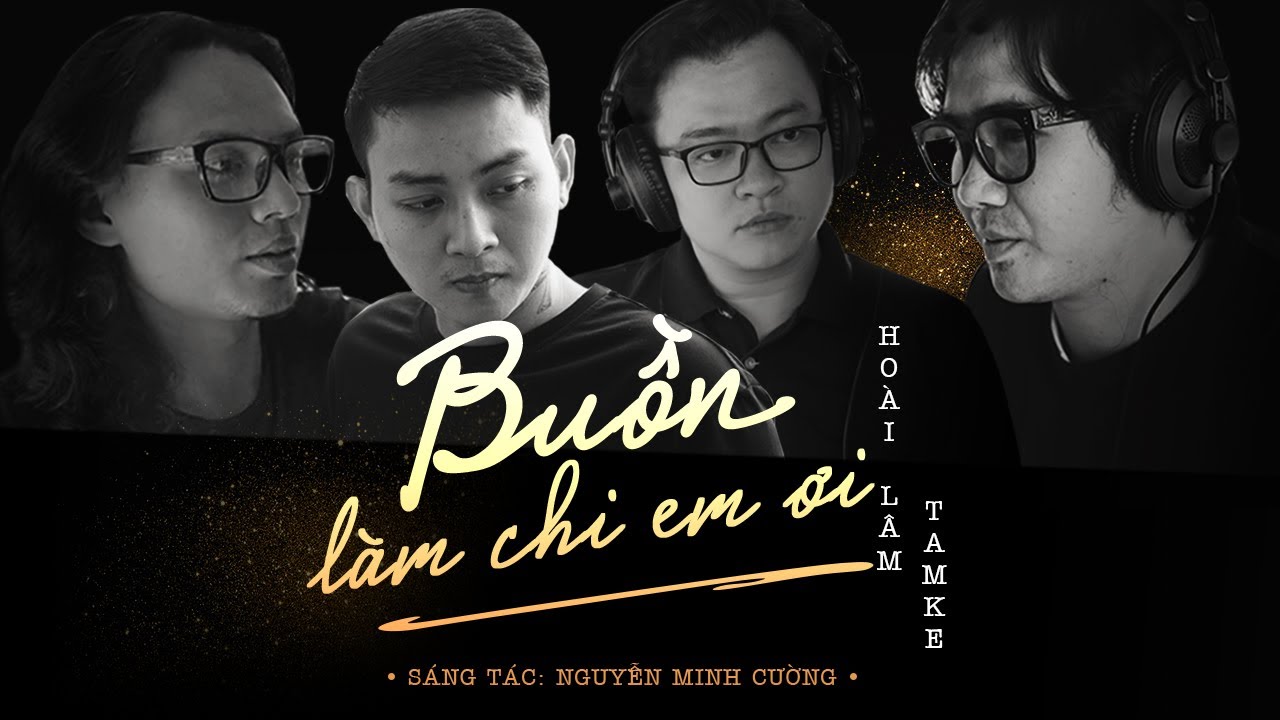 Buồn
làm chi em ơi
HOÀI LÂM
TAMKE
• SÁNG TÁC: NGUYỄN MINH CƯỜNG •